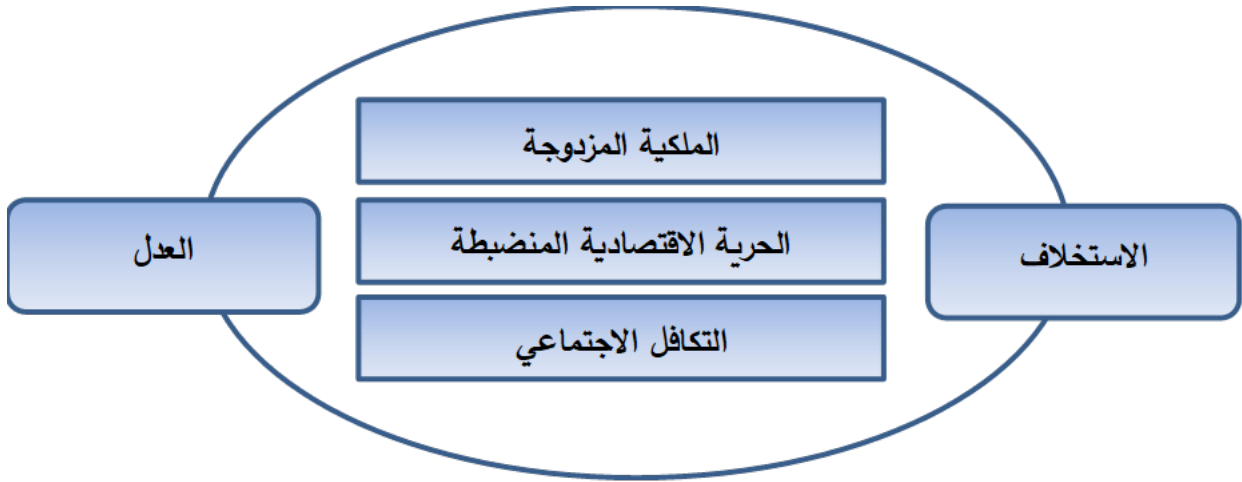 الملكية المزدوجة
الاستخلاف
الحرية الاقتصادية المنضبطة
العدل
التكافل الاجتماعي